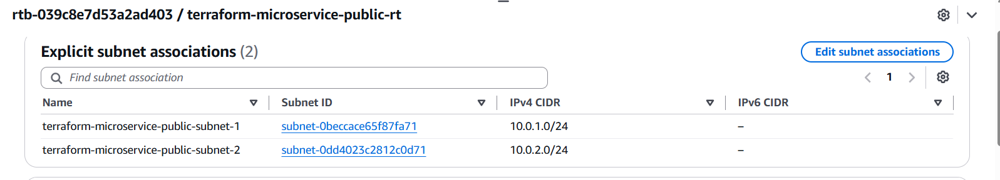 rtb-039c8e7d53a2ad403 / terraform-microservice-public-rt
Explicit subnet associations (2)
Edit subnet associations
Find subnet association
1
Name Subnet ID IPv4 CIDR IPv6 CIDR
terraform-microservice-public-subnet-1 subnet-0beccace65f87fa71 10.0.1.0/24 –
terraform-microservice-public-subnet-2 subnet-0dd4023c2812c0d71 10.0.2.0/24 –